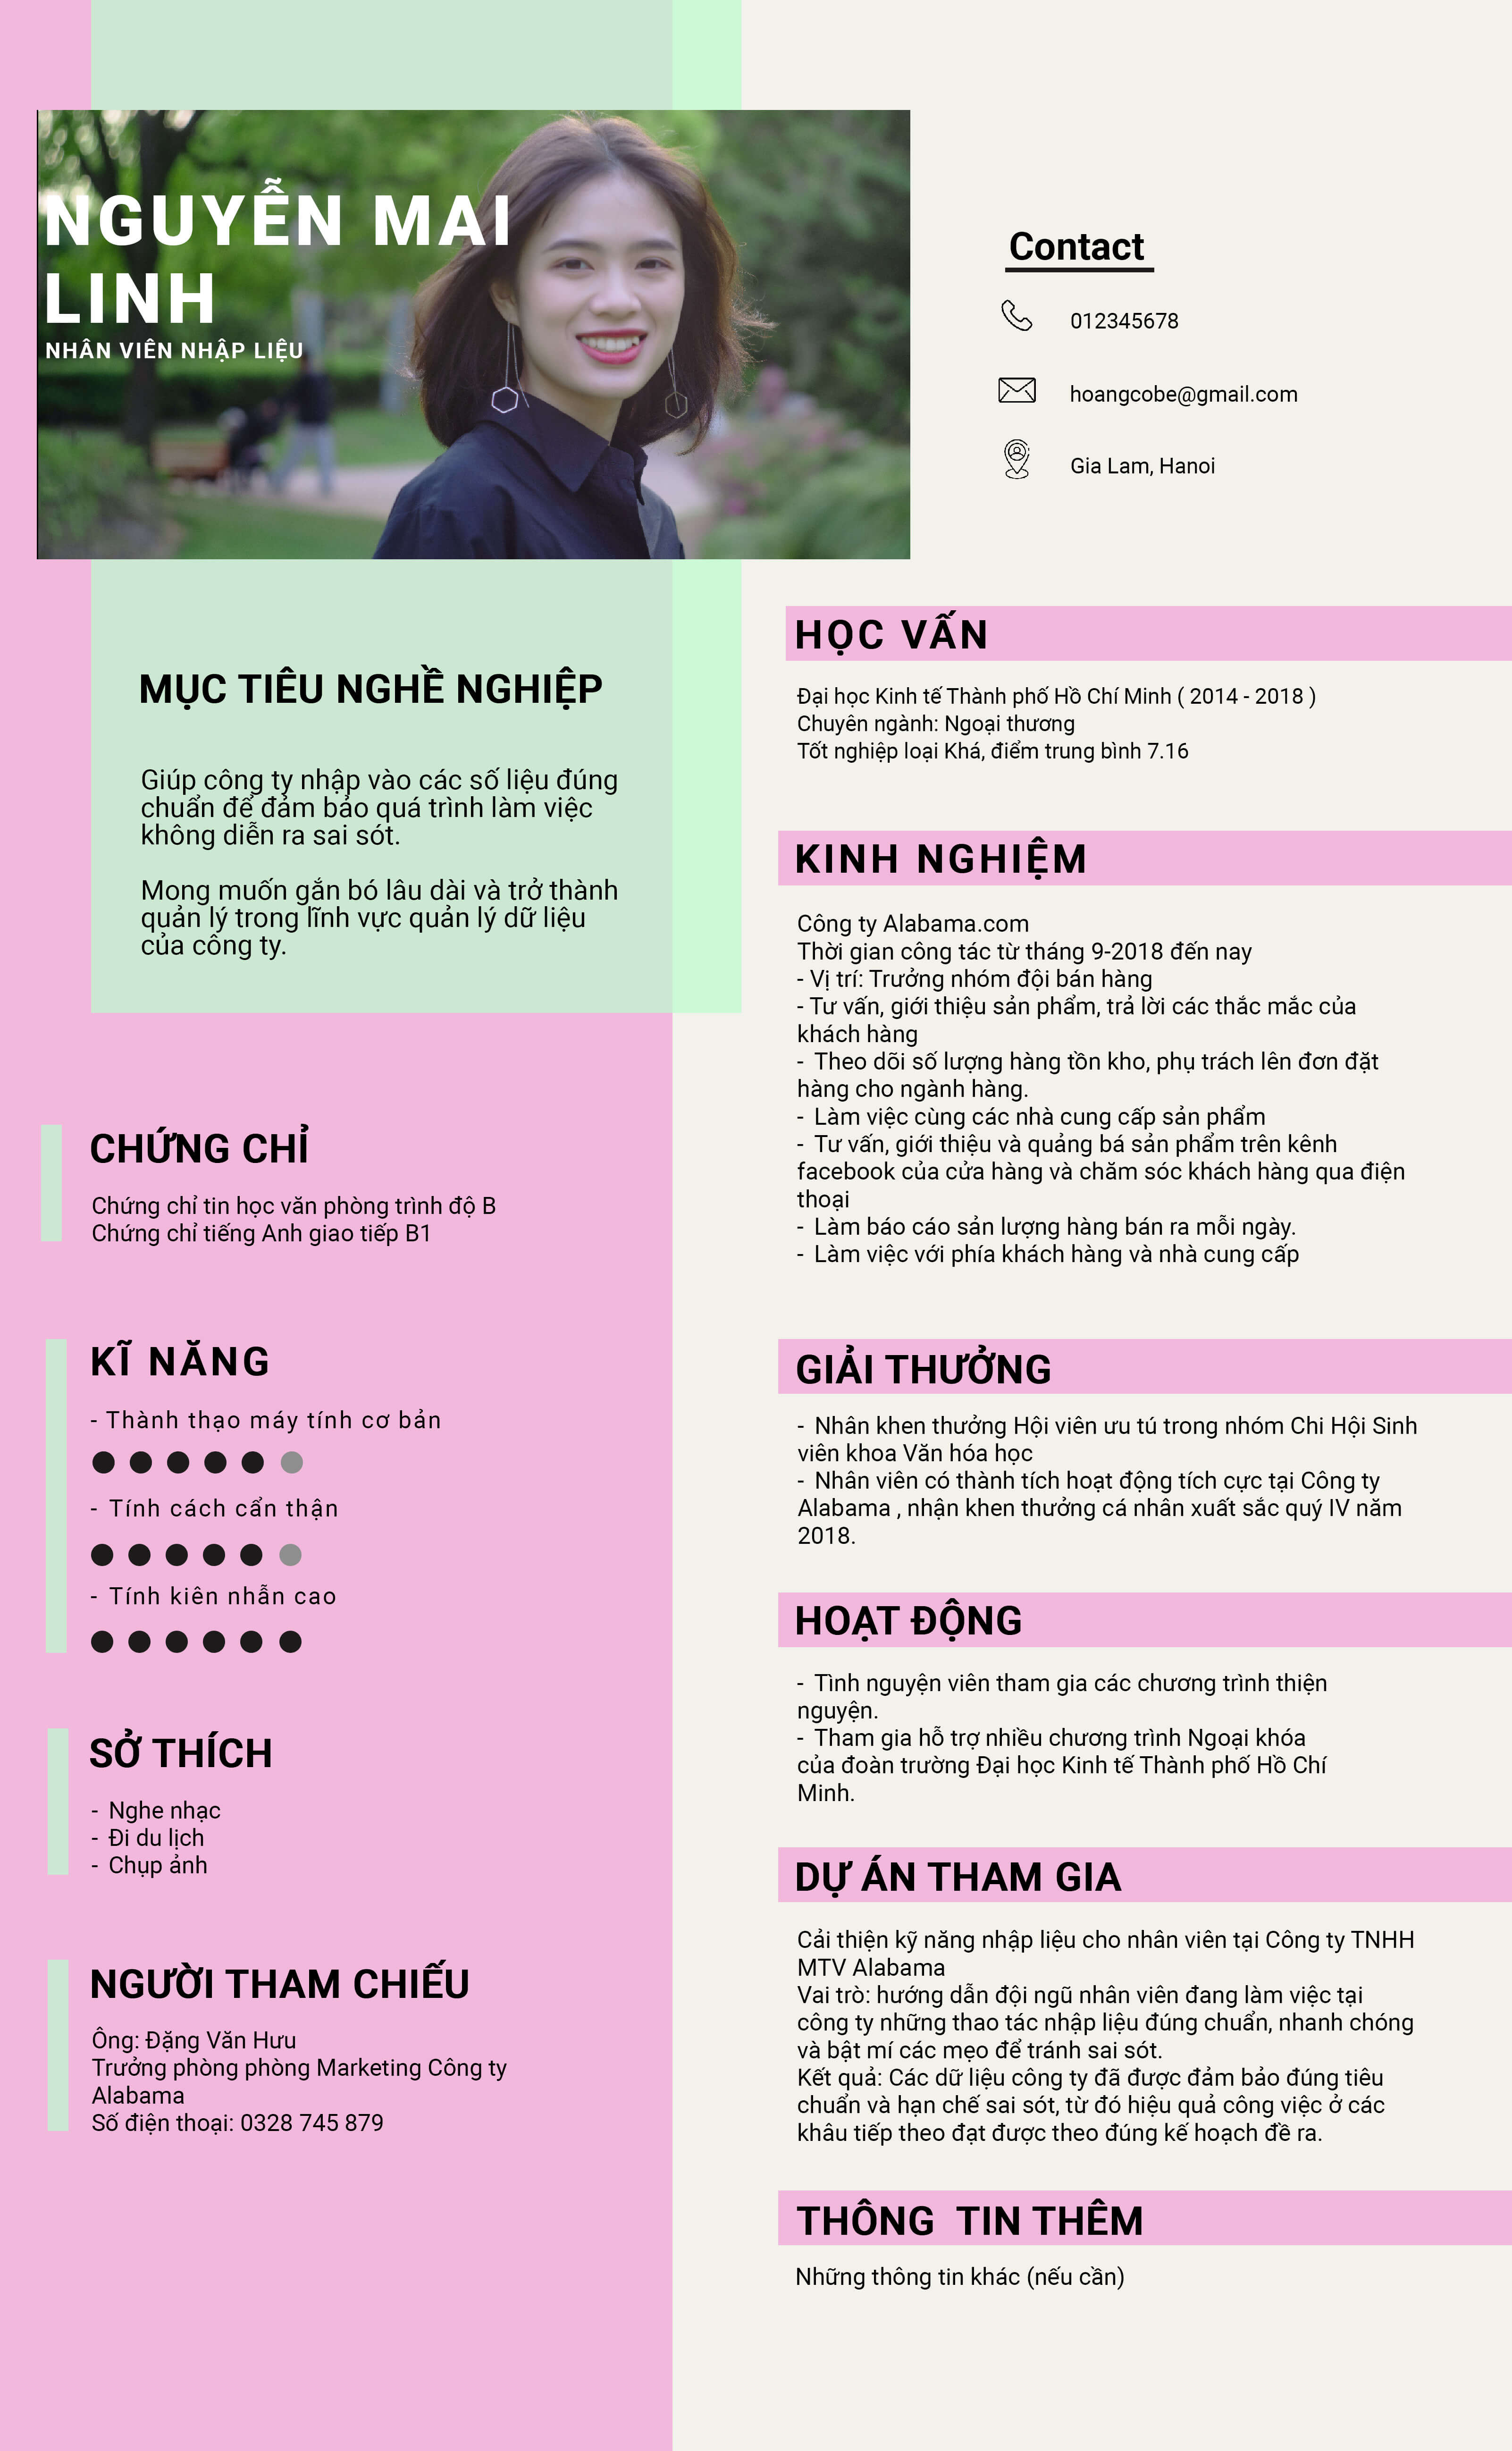 NGUYỄN MAI
LINH
NHÂN VIÊN NHẬP LIỆU
Contact
012345678
hoangcobe@gmail.com
Gia Lam, Hanoi
MỤC TIÊU NGHỀ NGHIỆP
Giúp công ty nhập vào các số liệu đúng
chuẩn để đảm bảo quá trình làm việc
không diễn ra sai sót.
Mong muốn gắn bó lâu dài và trở thành
quản lý trong lĩnh vực quản lý dữ liệu
của công ty.
CHỨNG CHỈ
Chứng chỉ tin học văn phòng trình độ B
Chứng chỉ tiếng Anh giao tiếp B1
KĨ NĂNG
- Thành thạo máy tính cơ bản
- Tính cách cẩn thận
- Tính kiên nhẫn cao
SỞ THÍCH
- Nghe nhạc
- Đi du lịch
- Chụp ảnh
NGƯỜI THAM CHIẾU
Ông: Đặng Văn Hưu
Trưởng phòng phòng Marketing Công ty
Alabama
Số điện thoại: 0328 745 879
HỌC VẤN
Đại học Kinh tế Thành phố Hồ Chí Minh ( 2014 - 2018 )
Chuyên ngành: Ngoại thương
Tốt nghiệp loại Khá, điểm trung bình 7.16
KINH NGHIỆM
Công ty Alabama.com
Thời gian công tác từ tháng 9-2018 đến nay
- Vị trí: Trưởng nhóm đội bán hàng
- Tư vấn, giới thiệu sản phẩm, trả lời các thắc mắc của
khách hàng
- Theo dõi số lượng hàng tồn kho, phụ trách lên đơn đặt
hàng cho ngành hàng.
- Làm việc cùng các nhà cung cấp sản phẩm
- Tư vấn, giới thiệu và quảng bá sản phẩm trên kênh
facebook của cửa hàng và chăm sóc khách hàng qua điện
thoại
- Làm báo cáo sản lượng hàng bán ra mỗi ngày.
- Làm việc với phía khách hàng và nhà cung cấp
GIẢI THƯỞNG
- Nhân khen thưởng Hội viên ưu tú trong nhóm Chi Hội Sinh
viên khoa Văn hóa học
- Nhân viên có thành tích hoạt động tích cực tại Công ty
Alabama , nhận khen thưởng cá nhân xuất sắc quý IV năm
2018.
HOẠT ĐỘNG
- Tình nguyện viên tham gia các chương trình thiện
nguyện.
- Tham gia hỗ trợ nhiều chương trình Ngoại khóa
của đoàn trường Đại học Kinh tế Thành phố Hồ Chí
Minh.
DỰ ÁN THAM GIA
Cải thiện kỹ năng nhập liệu cho nhân viên tại Công ty TNHH
MTV Alabama
Vai trò: hướng dẫn đội ngũ nhân viên đang làm việc tại
công ty những thao tác nhập liệu đúng chuẩn, nhanh chóng
và bật mí các mẹo để tránh sai sót.
Kết quả: Các dữ liệu công ty đã được đảm bảo đúng tiêu
chuẩn và hạn chế sai sót, từ đó hiệu quả công việc ở các
khâu tiếp theo đạt được theo đúng kế hoạch đề ra.
THÔNG TIN THÊM
Những thông tin khác (nếu cần)